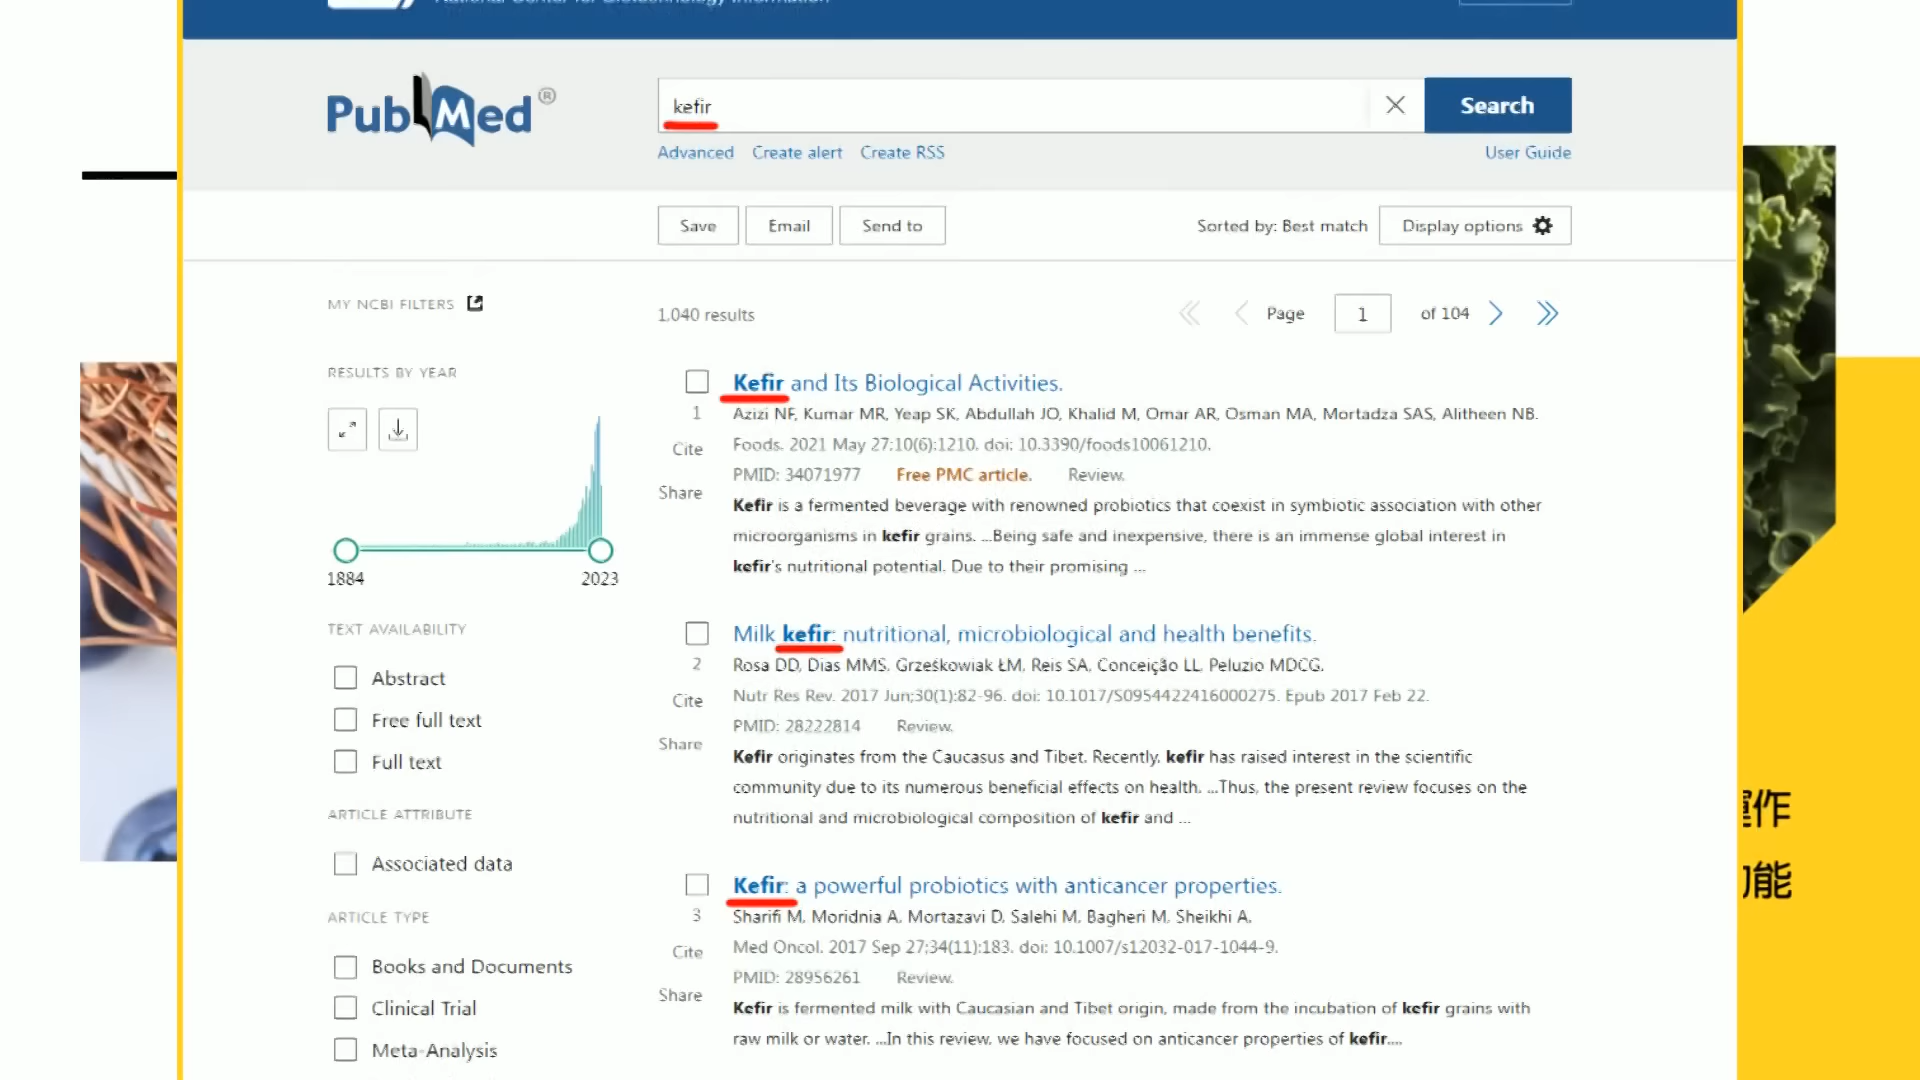 National Center for Biotechnology Information
PubMed®
kefir
Search
Advanced Create alert Create RSS
User Guide
Save Email Send to
Sorted by: Best match
Display options
MY NCBI FILTERS
1,040 results
Page 1 of 104
RESULTS BY YEAR
1884 2023
TEXT AVAILABILITY
Abstract
Free full text
Full text
ARTICLE ATTRIBUTE
Associated data
ARTICLE TYPE
Books and Documents
Clinical Trial
Meta-Analysis
Kefir and Its Biological Activities.
1
Cite
Share
Azizi NF, Kumar MR, Yeap SK, Abdullah JO, Khalid M, Omar AR, Osman MA, Mortadza SAS, Alitheen NB.
Foods. 2021 May 27;10(6):1210. doi: 10.3390/foods10061210.
PMID: 34071977 Free PMC article. Review.
Kefir is a fermented beverage with renowned probiotics that coexist in symbiotic association with other
microorganisms in kefir grains. ...Being safe and inexpensive, there is an immense global interest in
kefir's nutritional potential. Due to their promising ...
Milk kefir: nutritional, microbiological and health benefits.
2
Cite
Share
Rosa DD, Dias MMS, Grześkowiak ŁM, Reis SA, Conceição LL, Peluzio MDCG.
Nutr Res Rev. 2017 Jun;30(1):82-96. doi: 10.1017/S0954422416000275. Epub 2017 Feb 22.
PMID: 28222814 Review.
Kefir originates from the Caucasus and Tibet. Recently, kefir has raised interest in the scientific
community due to its numerous beneficial effects on health. ...Thus, the present review focuses on the
nutritional and microbiological composition of kefir and ...
Kefir: a powerful probiotics with anticancer properties.
3
Cite
Share
Sharifi M, Moridnia A, Mortazavi D, Salehi M, Bagheri M, Sheikhi A.
Med Oncol. 2017 Sep 27;34(11):183. doi: 10.1007/s12032-017-1044-9.
PMID: 28956261 Review.
Kefir is fermented milk with Caucasian and Tibet origin, made from the incubation of kefir grains with
raw milk or water. ...In this review, we have focused on anticancer properties of kefir....
作
能